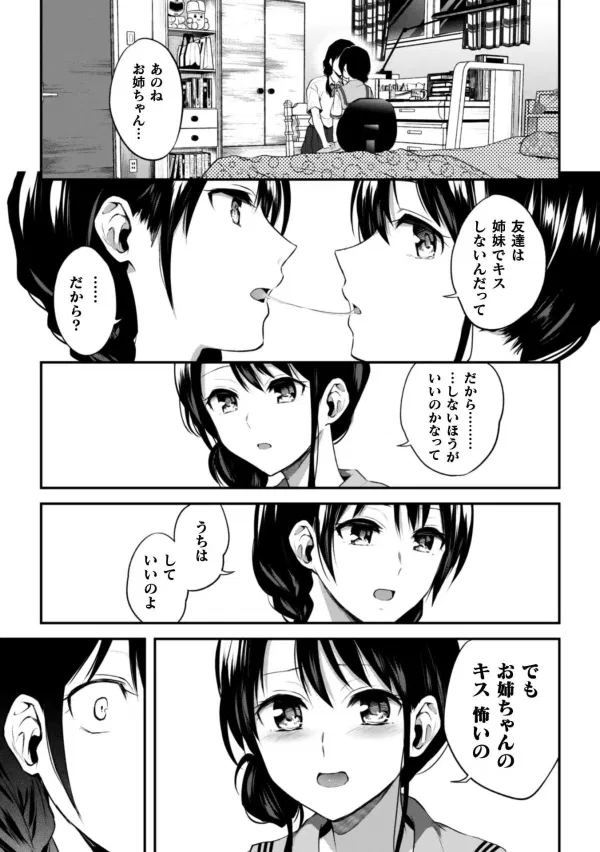 あのね
お姉ちゃん…
友達は
姉妹でキス
しないんだって
……
だから？
だから………
…しないほうが
いいのかなって
うちは
して
いいのよ
でも
お姉ちゃんの
キス 怖いの